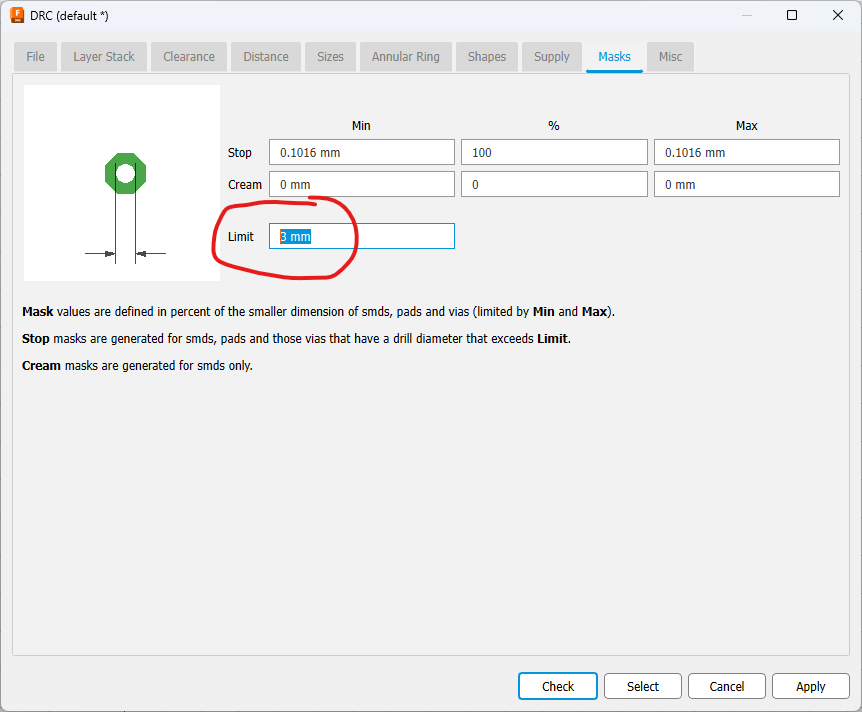 DRC (default *)
File Layer Stack Clearance Distance Sizes Annular Ring Shapes Supply Masks Misc
Min % Max
Stop 0.1016 mm 100 0.1016 mm
Cream 0 mm 0 0 mm
Limit 3 mm
Mask values are defined in percent of the smaller dimension of smds, pads and vias (limited by Min and Max).
Stop masks are generated for smds, pads and those vias that have a drill diameter that exceeds Limit.
Cream masks are generated for smds only.
Check Select Cancel Apply